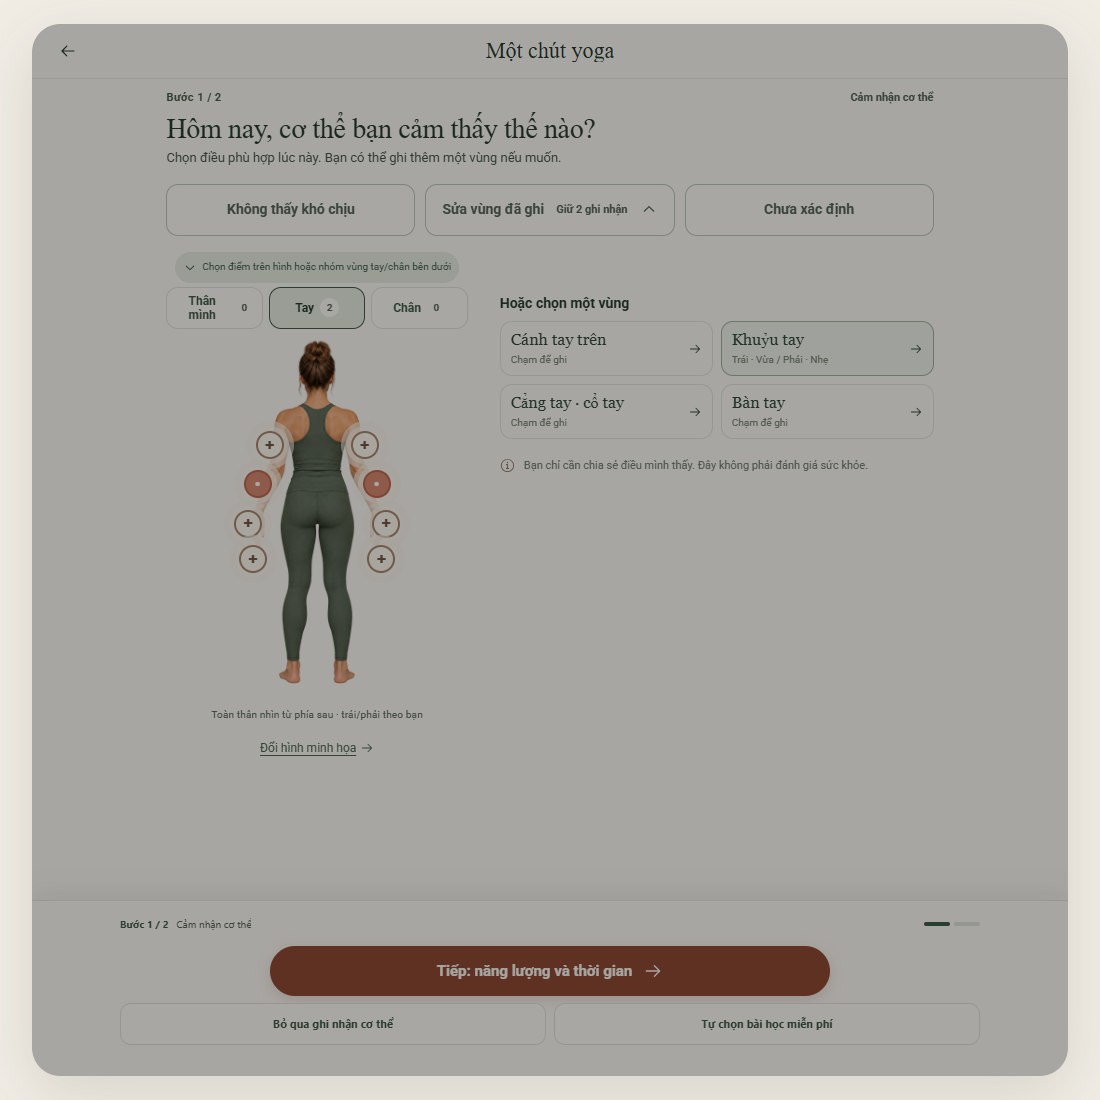 Một chút yoga
Bước 1 / 2
Cảm nhận cơ thể
Hôm nay, cơ thể bạn cảm thấy thế nào?
Chọn điều phù hợp lúc này. Bạn có thể ghi thêm một vùng nếu muốn.
Không thấy khó chịu
Sửa vùng đã ghi Giữ 2 ghi nhận
Chưa xác định
Chọn điểm trên hình hoặc nhóm vùng tay/chân bên dưới
Thân mình 0
Tay 2
Chân 0
Hoặc chọn một vùng
Cánh tay trên
Chạm để ghi
Khuỷu tay
Trái · Vừa / Phải · Nhẹ
Cẳng tay · cổ tay
Chạm để ghi
Bàn tay
Chạm để ghi
Bạn chỉ cần chia sẻ điều mình thấy. Đây không phải đánh giá sức khỏe.
Toàn thân nhìn từ phía sau · trái/phải theo bạn
Đổi hình minh họa
Bước 1 / 2 Cảm nhận cơ thể
Tiếp: năng lượng và thời gian
Bỏ qua ghi nhận cơ thể
Tự chọn bài học miễn phí